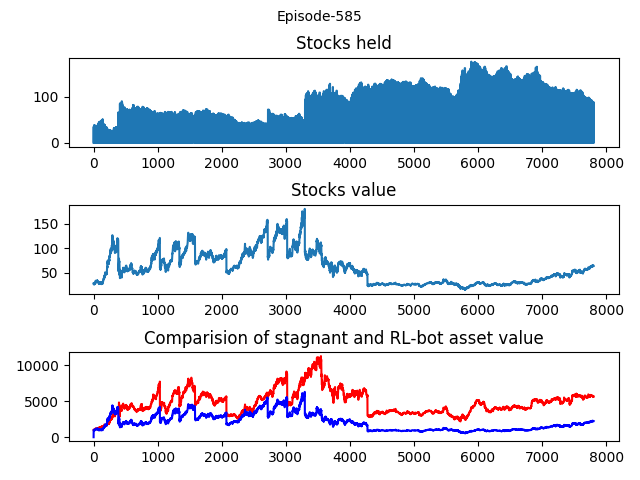 Episode-585
Stocks held
100
0
0 1000 2000 3000 4000 5000 6000 7000 8000
Stocks value
150
100
50
0 1000 2000 3000 4000 5000 6000 7000 8000
Comparision of stagnant and RL-bot asset value
10000
5000
0
0 1000 2000 3000 4000 5000 6000 7000 8000